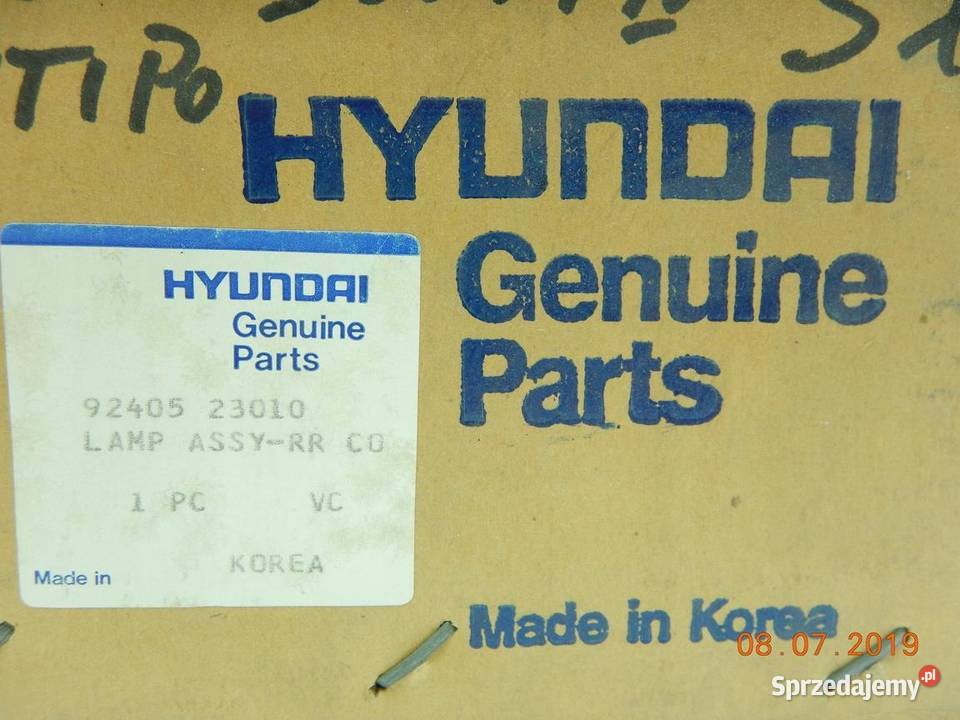 TIPO
HYUNDAI
Genuine
Parts
HYUNDAI
Genuine
Parts
92405 23010
LAMP ASSY-RR CO
1 PC VC
KOREA
Made in
Made in Korea
08.07.2019
Sprzedajemy.pl